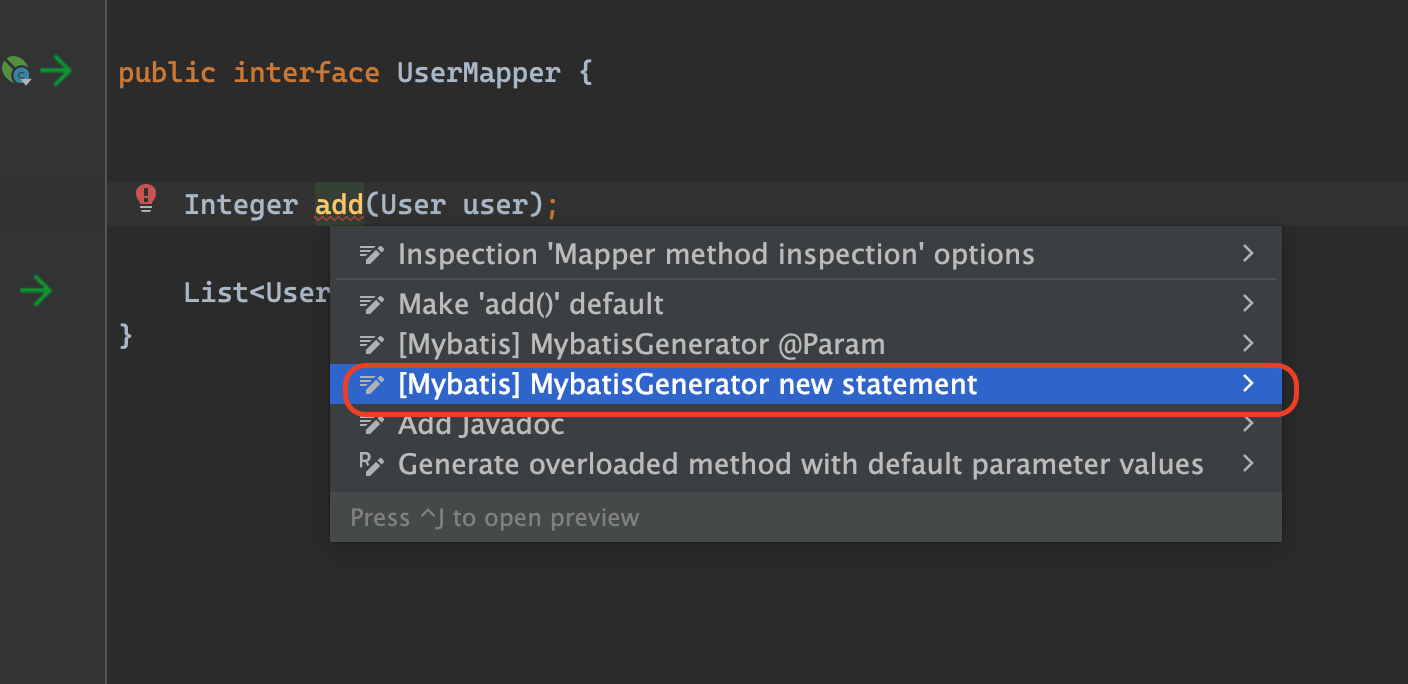 public interface UserMapper {
Integer add(User user);
Inspection 'Mapper method inspection' options
List<User
Make 'add()' default
}
[Mybatis] MybatisGenerator @Param
[Mybatis] MybatisGenerator new statement
Add Javadoc
Generate overloaded method with default parameter values
Press ^J to open preview